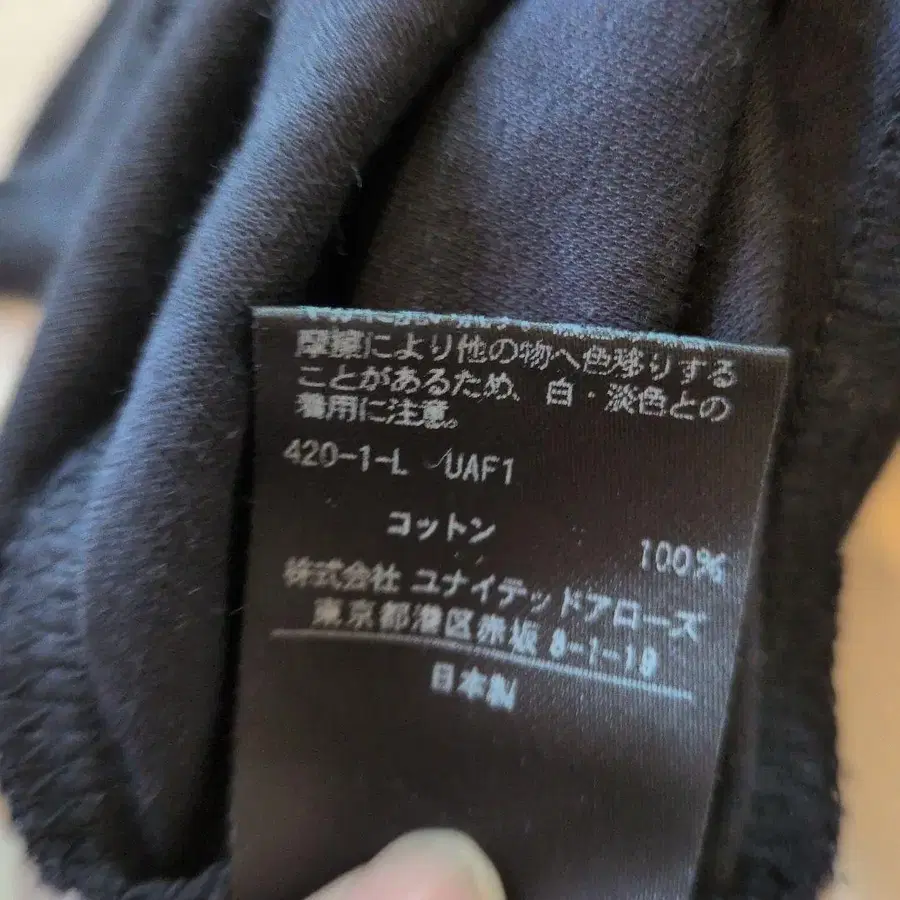 摩擦により他の物へ色移りする
ことがあるため、白・淡色との
着用に注意。
420-1-L UAF1
コットン
100%
株式会社 ユナイテッドアローズ
東京都港区赤坂 8-1-19
日本製